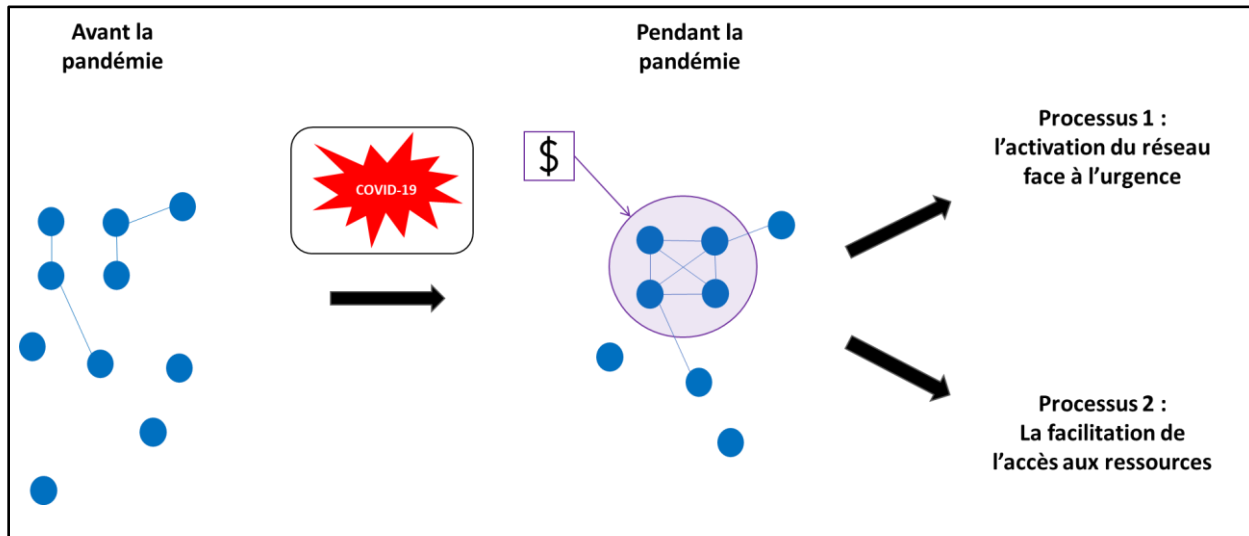 Avant la
pandémie
Pendant la
pandémie
COVID-19
$
Processus 1 :
l’activation du réseau
face à l’urgence
Processus 2 :
La facilitation de
l’accès aux ressources